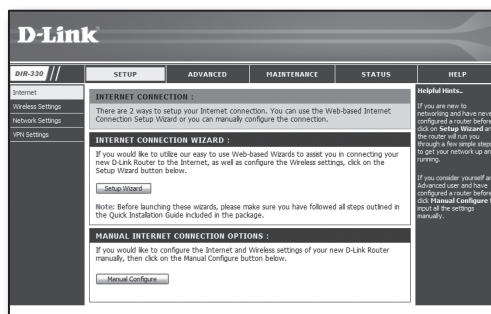 D-Link
DIR-330
SETUP
ADVANCED
MAINTENANCE
STATUS
HELP
Internet
Wireless Settings
Network Settings
VPN Settings
INTERNET CONNECTION :
There are 2 ways to setup your Internet connection. You can use the Web-based Internet
Connection Setup Wizard or you can manually configure the connection.
INTERNET CONNECTION WIZARD :
If you would like to utilize our easy to use Web-based Wizards to assist you in connecting your
new D-Link Router to the Internet, as well as configure the Wireless settings, click on the
Setup Wizard button below.
Setup Wizard
Note: Before launching these wizards, please make sure you have followed all steps outlined in
the Quick Installation Guide included in the package.
MANUAL INTERNET CONNECTION OPTIONS :
If you would like to configure the Internet and Wireless settings of your new D-Link Router
manually, then click on the Manual Configure button below.
Manual Configure
Helpful Hints..
If you are new to
networking and have neve
configured a router before
click on Setup Wizard an
the router will run you
through a few simple steps
to get your network up an
running.
If you consider yourself an
Advanced user and have
configured a router before
click Manual Configure t
input all the settings
manually.